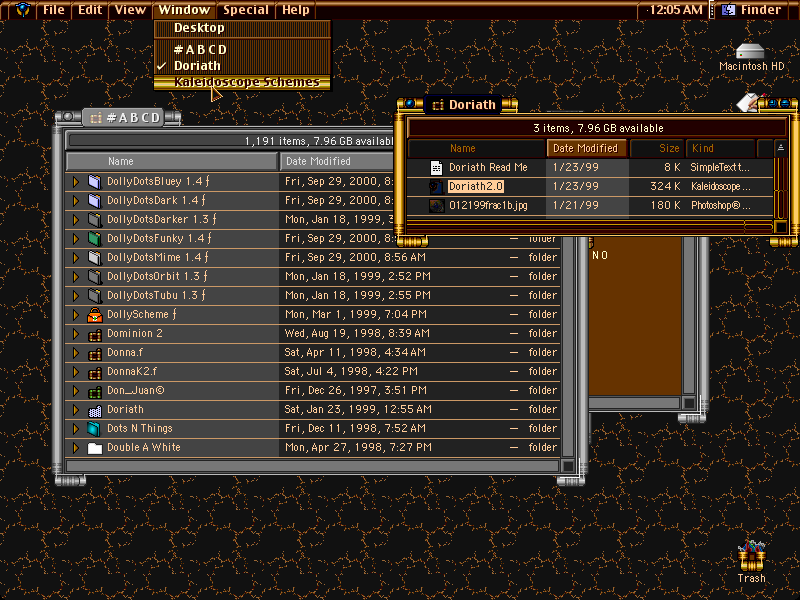 File Edit View Window Special Help 12:05 AM Finder
Desktop
# A B C D
✓ Doriath
Kaleidoscope Schemes
Macintosh HD
# A B C D
1,191 items, 7.96 GB availabl
Name Date Modified
DollyDotsBluey 1.4 ƒ Fri, Sep 29, 2000, 8:
DollyDotsDark 1.4 ƒ Fri, Sep 29, 2000, 8:
DollyDotsDarker 1.3 ƒ Mon, Jan 18, 1999, 3
DollyDotsFunky 1.4 ƒ Fri, Sep 29, 2000, 8: — folder
DollyDotsMime 1.4 ƒ Fri, Sep 29, 2000, 8:56 AM — folder
DollyDotsOrbit 1.3 ƒ Mon, Jan 18, 1999, 2:52 PM — folder
DollyDotsTubu 1.3 ƒ Mon, Jan 18, 1999, 2:55 PM — folder
DollyScheme ƒ Mon, Mar 1, 1999, 7:04 PM — folder
Dominion 2 Wed, Aug 19, 1998, 8:39 AM — folder
Donna.f Sat, Apr 11, 1998, 4:34 AM — folder
DonnaK2.f Sat, Jul 4, 1998, 4:22 PM — folder
Don_Juan© Fri, Dec 26, 1997, 3:51 PM — folder
Doriath Sat, Jan 23, 1999, 12:55 AM — folder
Dots N Things Fri, Dec 11, 1998, 7:52 AM — folder
Double A White Mon, Apr 27, 1998, 7:27 PM — folder
Doriath
3 items, 7.96 GB available
Name Date Modified Size Kind
Doriath Read Me 1/23/99 8 K SimpleText t...
Doriath2.0 1/23/99 324 K Kaleidoscope ...
012199frac1b.jpg 1/21/99 180 K Photoshop® ...
N O
Trash